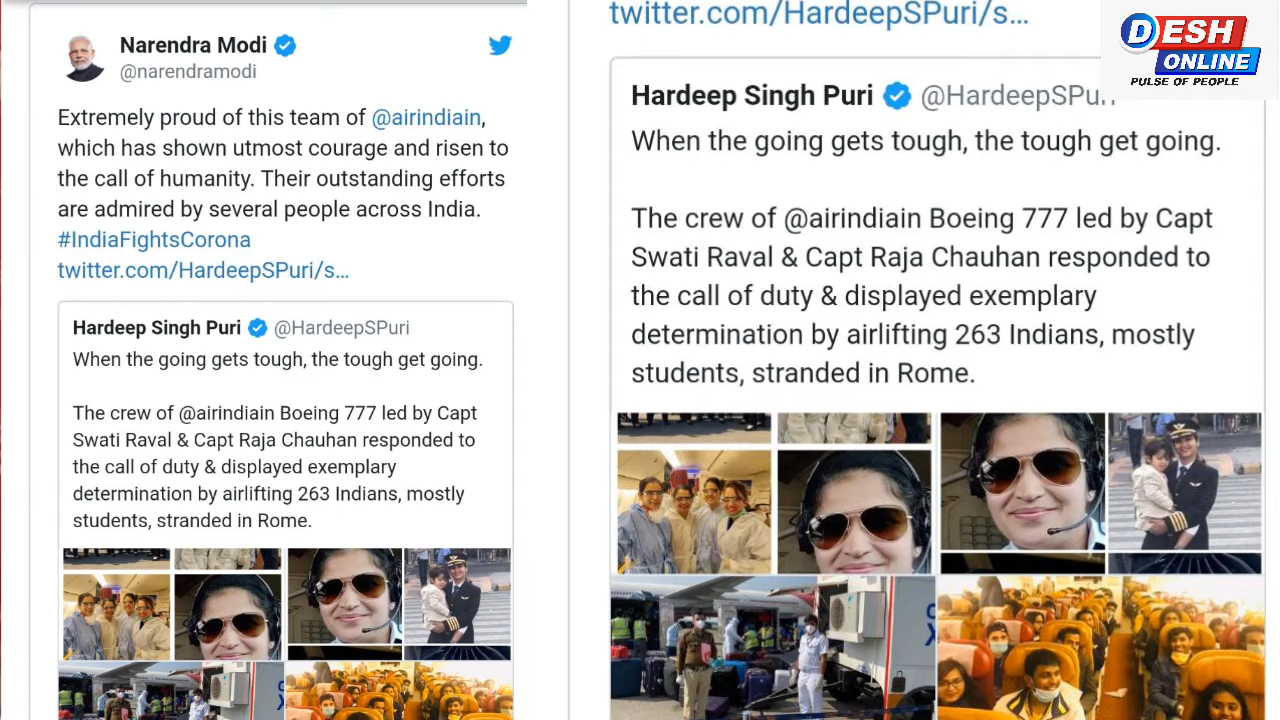 Narendra Modi
@narendramodi
Extremely proud of this team of @airindiain,
which has shown utmost courage and risen to
the call of humanity. Their outstanding efforts
are admired by several people across India.
#IndiaFightsCorona
twitter.com/HardeepSPuri/s…
Hardeep Singh Puri @HardeepSPuri
When the going gets tough, the tough get going.
The crew of @airindiain Boeing 777 led by Capt
Swati Raval & Capt Raja Chauhan responded to
the call of duty & displayed exemplary
determination by airlifting 263 Indians, mostly
students, stranded in Rome.
twitter.com/HardeepSPuri/s…
DESH
ONLINE
PULSE OF PEOPLE
Hardeep Singh Puri @HardeepSPuri
When the going gets tough, the tough get going.
The crew of @airindiain Boeing 777 led by Capt
Swati Raval & Capt Raja Chauhan responded to
the call of duty & displayed exemplary
determination by airlifting 263 Indians, mostly
students, stranded in Rome.